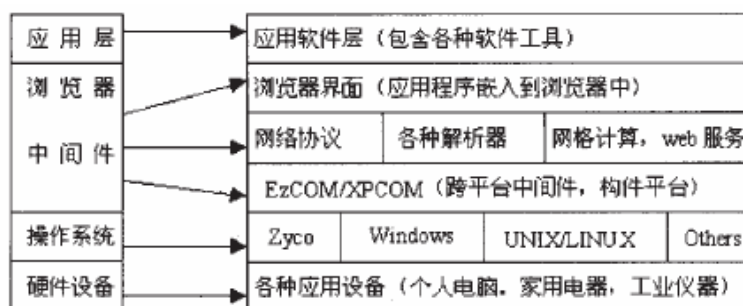 应用层 应用软件层（包含各种软件工具）
浏览器 浏览器界面（应用程序嵌入到浏览器中）
中间件 网络协议 各种解析器 网格计算，web 服务
EzCOM/XPCOM（跨平台中间件，构件平台）
操作系统 Zyco Windows UNIX/LINUX Others
硬件设备 各种应用设备（个人电脑．家用电器，工业仪器）